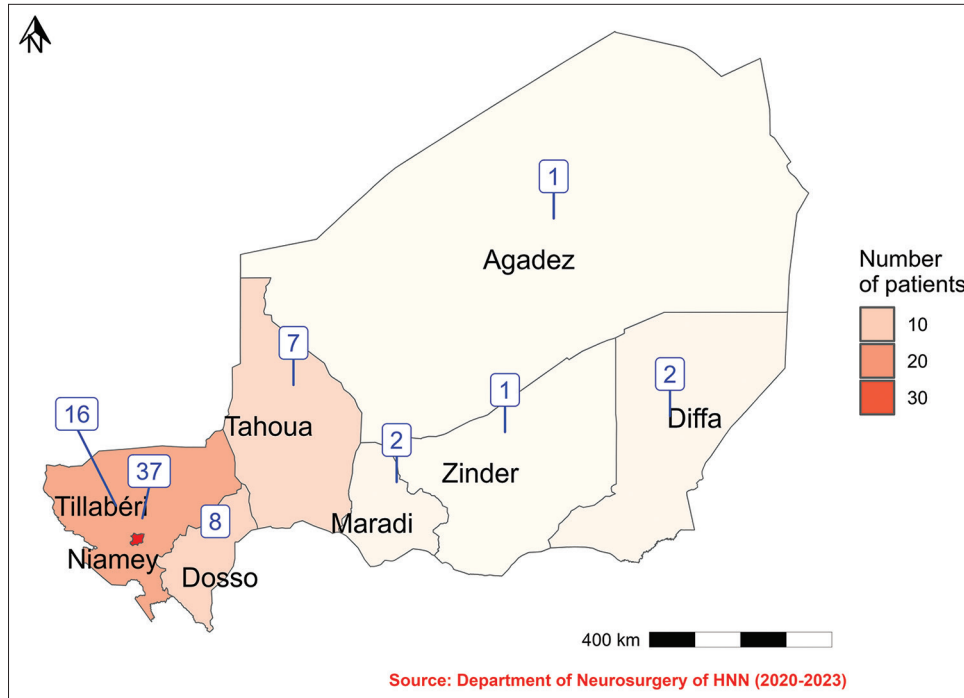 N
1
Agadez
Number
of patients
10
20
30
7
2
1
Diffa
16
Tahoua
2
37
Zinder
Tillabéri
8
Maradi
Niamey
Dosso
400 km
Source: Department of Neurosurgery of HNN (2020-2023)